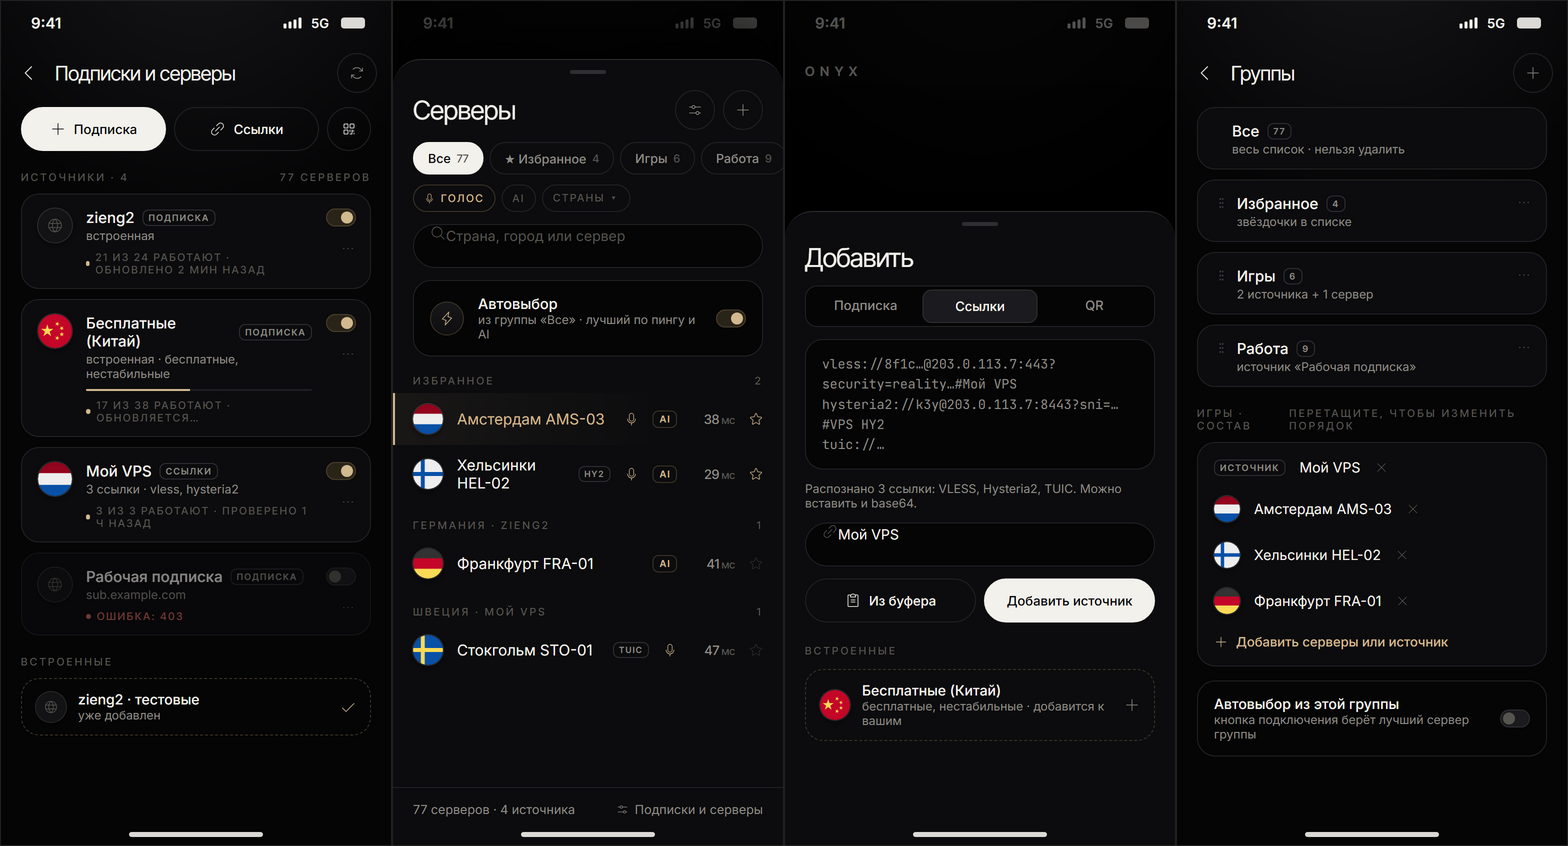 9:41
5G
Подписки и серверы
Подписка
Ссылки
ИСТОЧНИКИ · 4
77 СЕРВЕРОВ
zieng2
ПОДПИСКА
встроенная
21 ИЗ 24 РАБОТАЮТ ·
ОБНОВЛЕНО 2 МИН НАЗАД
Бесплатные
(Китай)
ПОДПИСКА
встроенная · бесплатные,
нестабильные
17 ИЗ 38 РАБОТАЮТ ·
ОБНОВЛЯЕТСЯ…
Мой VPS
ССЫЛКИ
3 ссылки · vless, hysteria2
3 ИЗ 3 РАБОТАЮТ · ПРОВЕРЕНО 1
Ч НАЗАД
Рабочая подписка
ПОДПИСКА
sub.example.com
ОШИБКА: 403
ВСТРОЕННЫЕ
zieng2 · тестовые
уже добавлен
9:41
5G
Серверы
Все 77
★ Избранное 4
Игры 6
Работа 9
ГОЛОС
AI
СТРАНЫ
Страна, город или сервер
Автовыбор
из группы «Все» · лучший по пингу и
AI
ИЗБРАННОЕ
2
Амстердам AMS-03
AI
38 мс
Хельсинки
HEL-02
HY2
AI
29 мс
ГЕРМАНИЯ · ZIENG2
1
Франкфурт FRA-01
AI
41 мс
ШВЕЦИЯ · МОЙ VPS
1
Стокгольм STO-01
TUIC
47 мс
77 серверов · 4 источника
Подписки и серверы
9:41
5G
ONYX
Добавить
Подписка
Ссылки
QR
vless://8f1c…@203.0.113.7:443?
security=reality…#Мой VPS
hysteria2://k3y@203.0.113.7:8443?sni=…
#VPS HY2
tuic://…
Распознано 3 ссылки: VLESS, Hysteria2, TUIC. Можно
вставить и base64.
Мой VPS
Из буфера
Добавить источник
ВСТРОЕННЫЕ
Бесплатные (Китай)
бесплатные, нестабильные · добавится к
вашим
9:41
5G
Группы
Все 77
весь список · нельзя удалить
Избранное 4
звёздочки в списке
Игры 6
2 источника + 1 сервер
Работа 9
источник «Рабочая подписка»
ИГРЫ ·
СОСТАВ
ПЕРЕТАЩИТЕ, ЧТОБЫ ИЗМЕНИТЬ
ПОРЯДОК
ИСТОЧНИК
Мой VPS
Амстердам AMS-03
Хельсинки HEL-02
Франкфурт FRA-01
Добавить серверы или источник
Автовыбор из этой группы
кнопка подключения берёт лучший сервер
группы